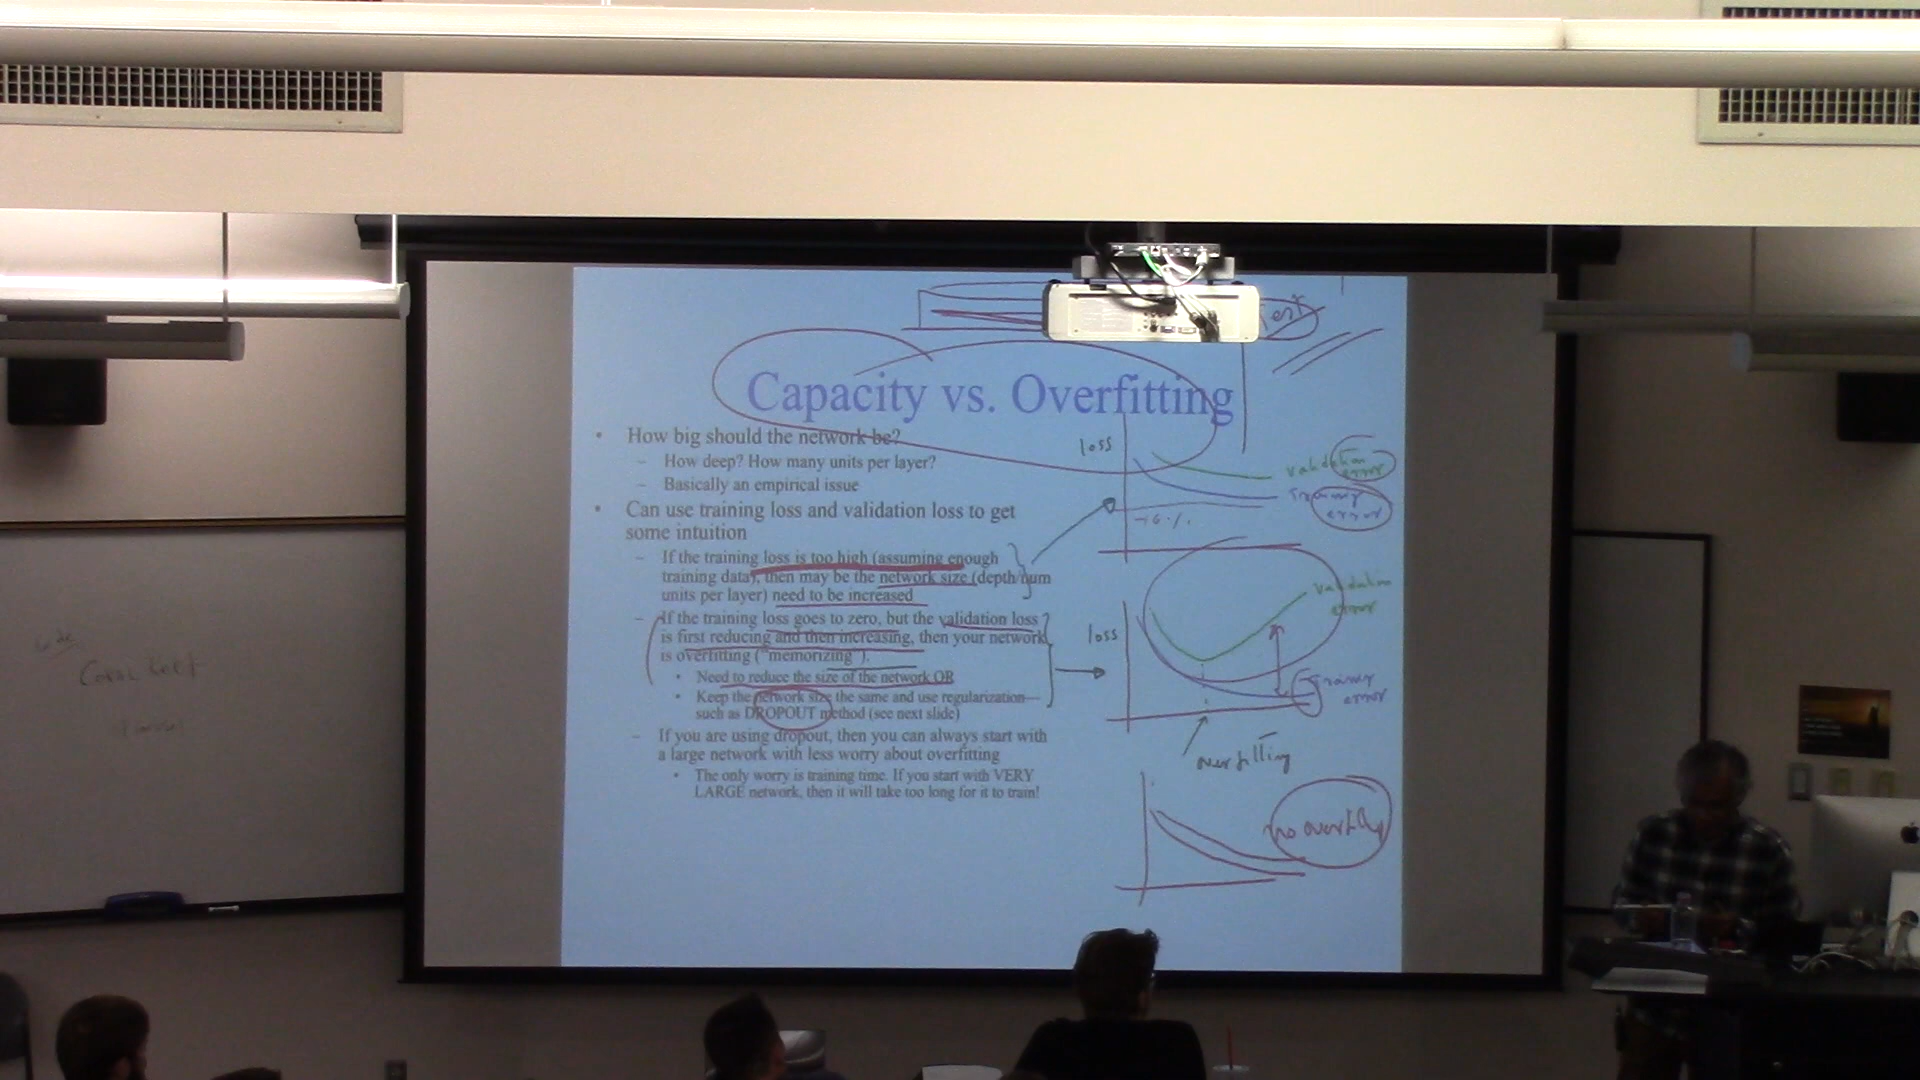 Test
Capacity vs. Overfitting
• How big should the network be?
– How deep? How many units per layer?
– Basically an empirical issue
• Can use training loss and validation loss to get
some intuition
– If the training loss is too high (assuming enough
training data), then may be the network size (depth/num
units per layer) need to be increased
– If the training loss goes to zero, but the validation loss
is first reducing and then increasing, then your network
is overfitting ("memorizing").
• Need to reduce the size of the network OR
• Keep the network size the same and use regularization—
such as DROPOUT method (see next slide)
– If you are using dropout, then you can always start with
a large network with less worry about overfitting
• The only worry is training time. If you start with VERY
LARGE network, then it will take too long for it to train!
loss
validation
error
training
error
loss
validation
error
training
error
overfitting
no overfitting